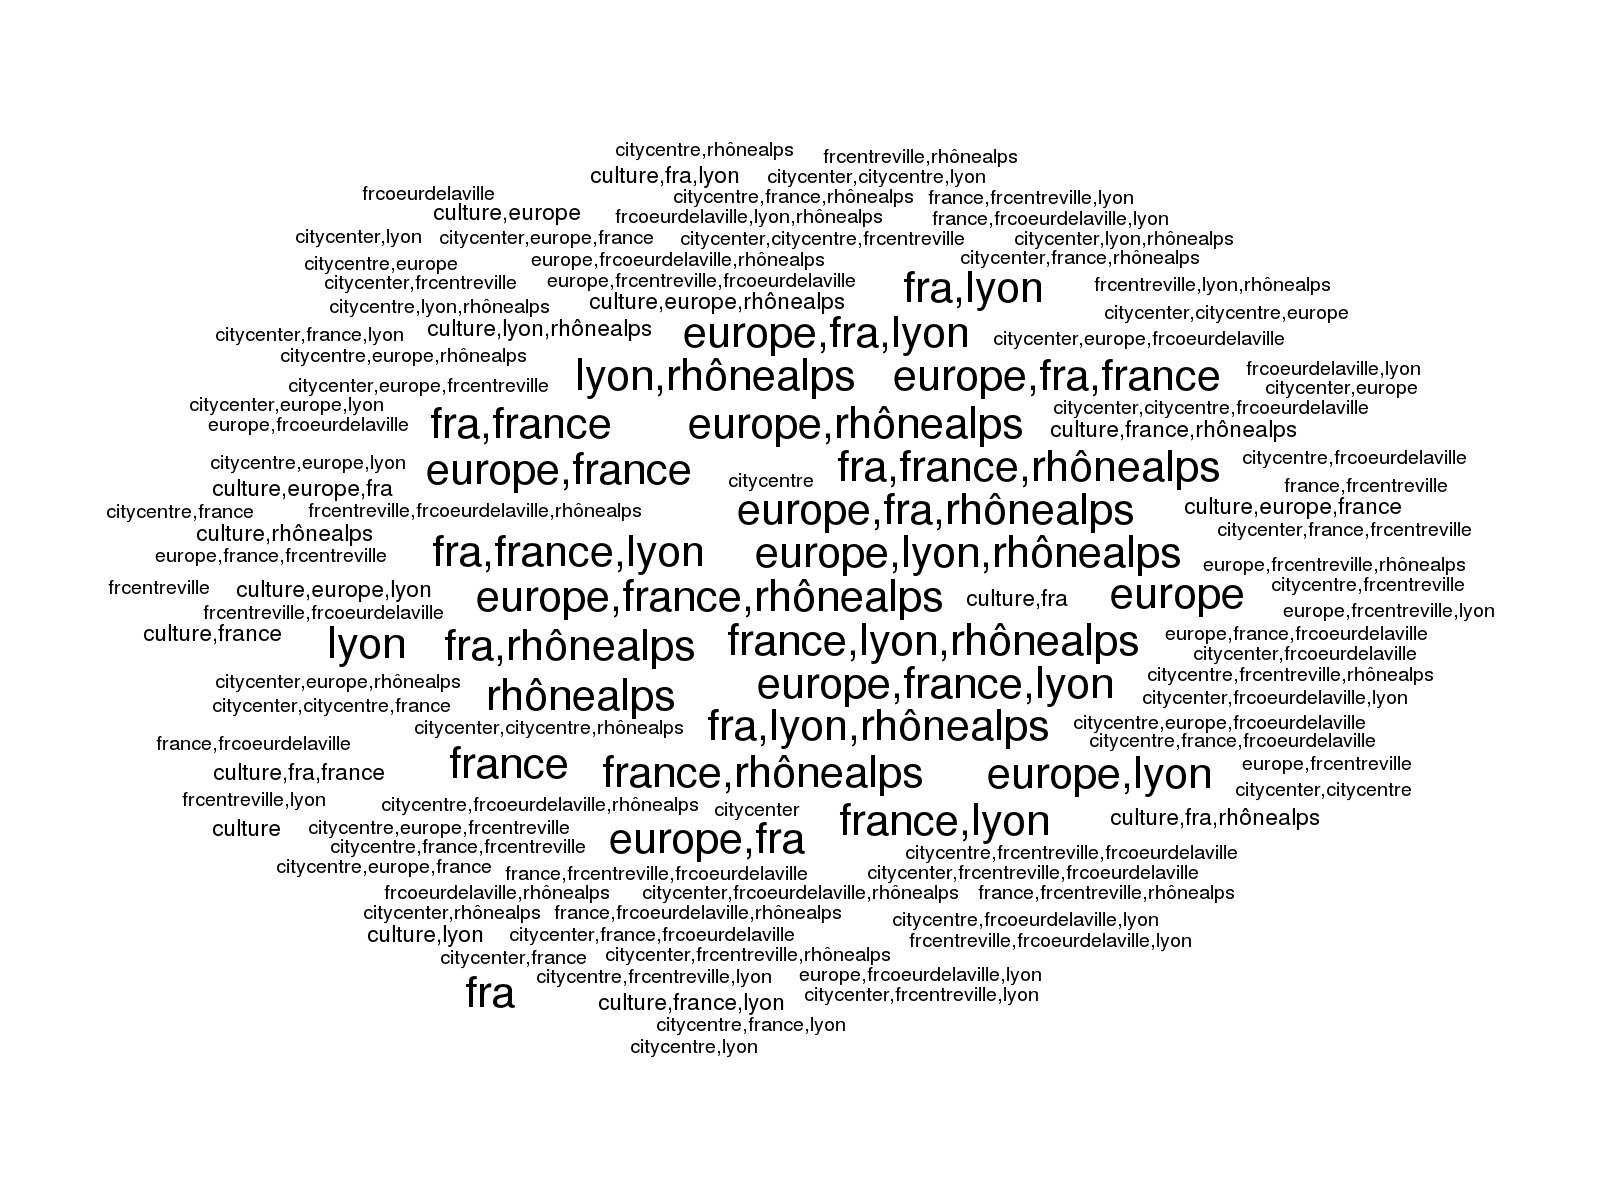 citycentre,rhônealps
frcentreville,rhônealps
culture,fra,lyon
citycenter,citycentre,lyon
frcoeurdelaville
citycentre,france,rhônealps
france,frcentreville,lyon
culture,europe
frcoeurdelaville,lyon,rhônealps
france,frcoeurdelaville,lyon
citycenter,lyon
citycenter,europe,france
citycenter,citycentre,frcentreville
citycenter,lyon,rhônealps
citycentre,europe
europe,frcoeurdelaville,rhônealps
citycenter,france,rhônealps
citycenter,frcentreville
europe,frcentreville,frcoeurdelaville
fra,lyon
frcentreville,lyon,rhônealps
citycentre,lyon,rhônealps
culture,europe,rhônealps
citycenter,citycentre,europe
citycenter,france,lyon
culture,lyon,rhônealps
europe,fra,lyon
citycenter,europe,frcoeurdelaville
citycentre,europe,rhônealps
lyon,rhônealps
europe,fra,france
frcoeurdelaville,lyon
citycenter,europe,frcentreville
citycenter,europe
citycenter,europe,lyon
citycenter,citycentre,frcoeurdelaville
europe,frcoeurdelaville
fra,france
europe,rhônealps
culture,france,rhônealps
citycentre,europe,lyon
europe,france
fra,france,rhônealps
citycentre,frcoeurdelaville
citycentre
culture,europe,fra
france,frcentreville
citycentre,france
frcentreville,frcoeurdelaville,rhônealps
europe,fra,rhônealps
culture,europe,france
culture,rhônealps
citycenter,france,frcentreville
europe,france,frcentreville
fra,france,lyon
europe,lyon,rhônealps
europe,frcentreville,rhônealps
frcentreville
culture,europe,lyon
europe,france,rhônealps
culture,fra
europe
citycentre,frcentreville
frcentreville,frcoeurdelaville
europe,frcentreville,lyon
culture,france
lyon
fra,rhônealps
france,lyon,rhônealps
europe,france,frcoeurdelaville
citycenter,frcoeurdelaville
citycenter,europe,rhônealps
rhônealps
europe,france,lyon
citycentre,frcentreville,rhônealps
citycenter,citycentre,france
citycenter,frcoeurdelaville,lyon
citycenter,citycentre,rhônealps
fra,lyon,rhônealps
citycentre,europe,frcoeurdelaville
france,frcoeurdelaville
citycentre,france,frcoeurdelaville
culture,fra,france
france
france,rhônealps
europe,lyon
europe,frcentreville
citycenter,citycentre
frcentreville,lyon
citycentre,frcoeurdelaville,rhônealps
citycenter
france,lyon
culture,fra,rhônealps
culture
citycentre,europe,frcentreville
europe,fra
citycentre,france,frcentreville
citycentre,frcentreville,frcoeurdelaville
citycentre,europe,france
france,frcentreville,frcoeurdelaville
citycenter,frcentreville,frcoeurdelaville
frcoeurdelaville,rhônealps
citycenter,frcoeurdelaville,rhônealps
france,frcentreville,rhônealps
citycenter,rhônealps
france,frcoeurdelaville,rhônealps
citycentre,frcoeurdelaville,lyon
culture,lyon
citycenter,france,frcoeurdelaville
frcentreville,frcoeurdelaville,lyon
citycenter,france
citycenter,frcentreville,rhônealps
citycentre,frcentreville,lyon
europe,frcoeurdelaville,lyon
fra
culture,france,lyon
citycenter,frcentreville,lyon
citycentre,france,lyon
citycentre,lyon